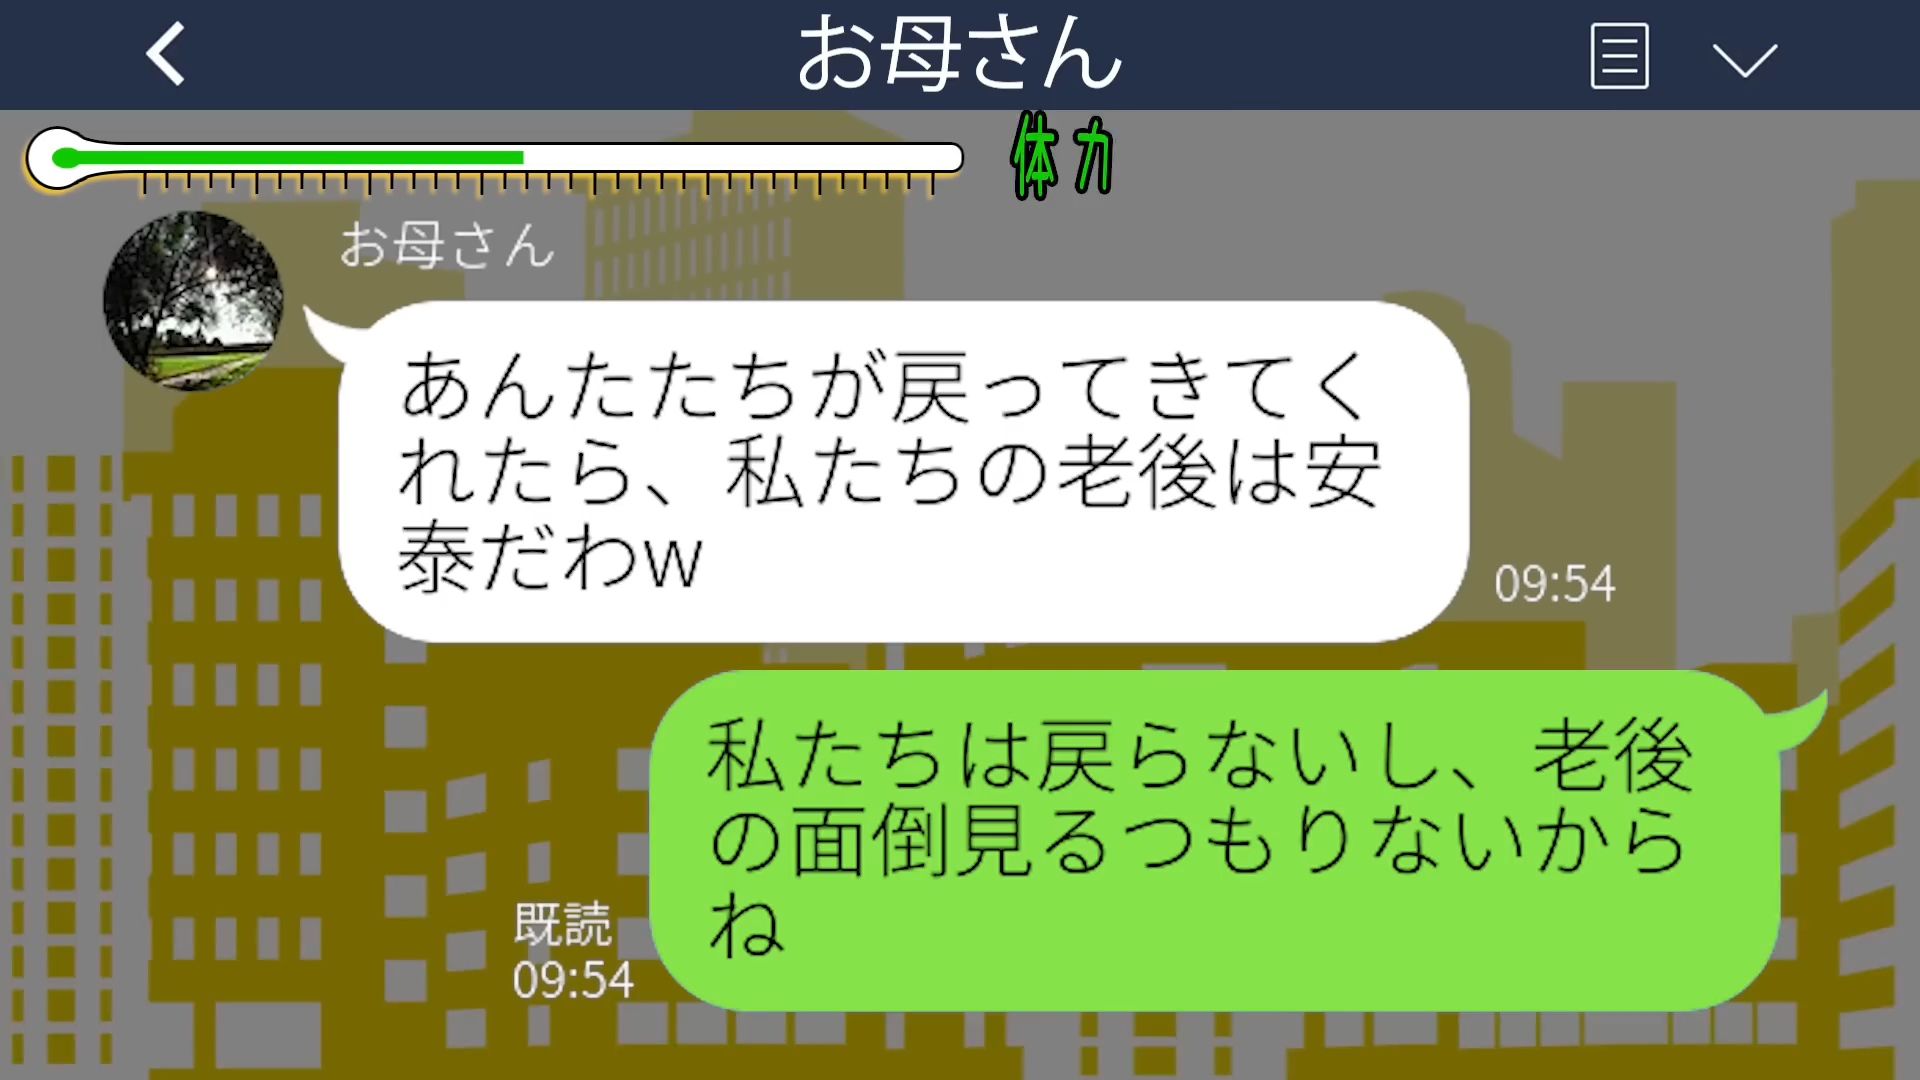 お母さん
体力
お母さん
あんたたちが戻ってきてく
れたら、私たちの老後は安
泰だわw
09:54
私たちは戻らないし、老後
の面倒見るつもりないから
ね
既読
09:54